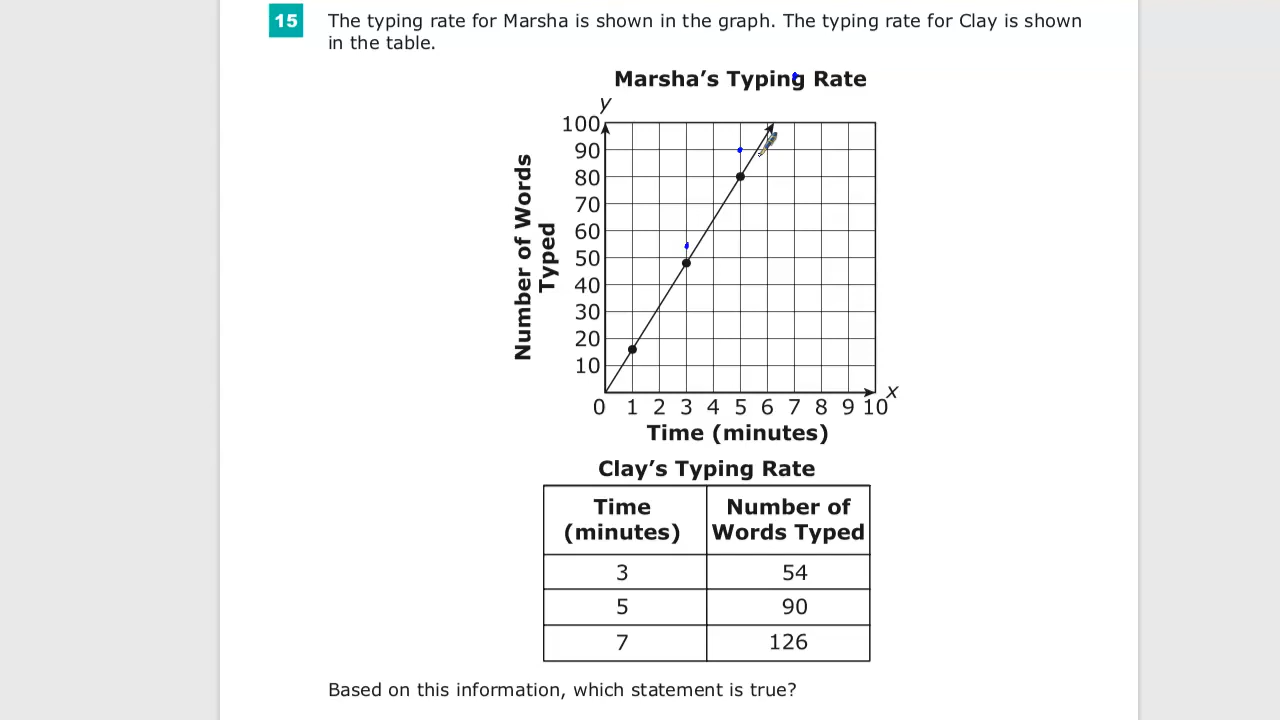 15 The typing rate for Marsha is shown in the graph. The typing rate for Clay is shown
in the table.
Marsha's Typing Rate
y
100
90
80
70
60
50
40
30
20
10
Number of Words
Typed
0 1 2 3 4 5 6 7 8 9 10 x
Time (minutes)
Clay's Typing Rate
Time Number of
(minutes) Words Typed
3 54
5 90
7 126
Based on this information, which statement is true?